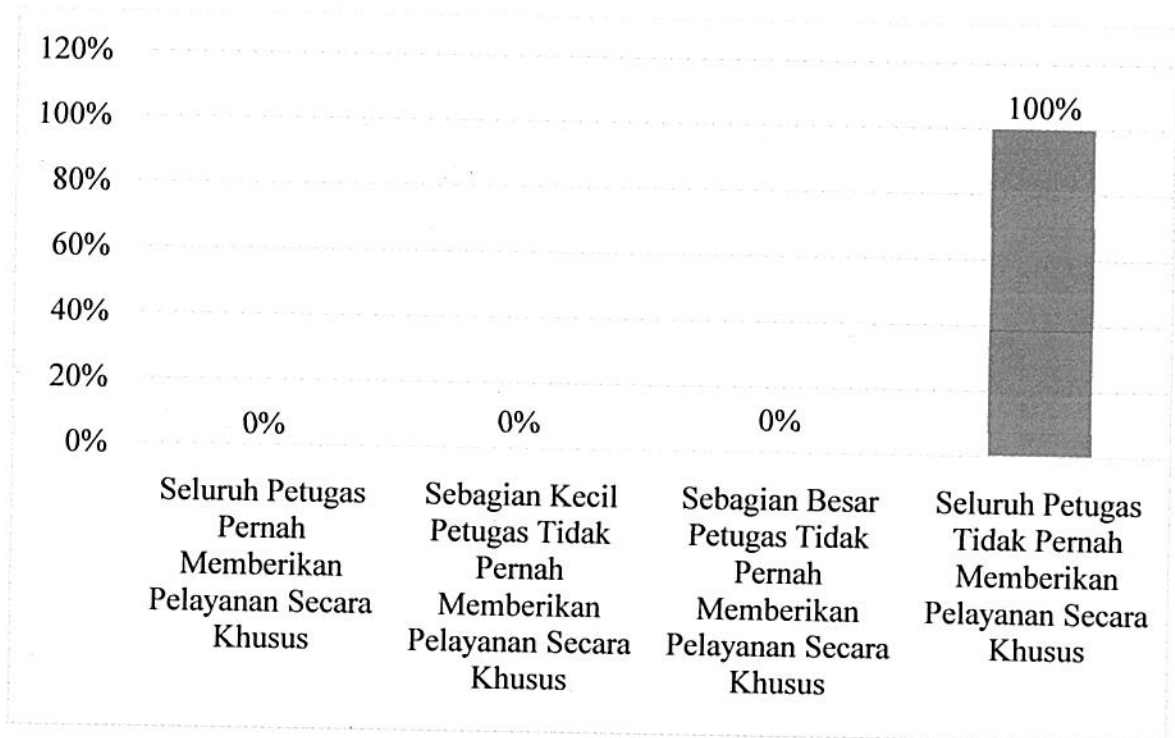 120%
100%
80%
60%
40%
20%
0%
0%
0%
0%
100%
Seluruh Petugas
Pernah
Memberikan
Pelayanan Secara
Khusus
Sebagian Kecil
Petugas Tidak
Pernah
Memberikan
Pelayanan Secara
Khusus
Sebagian Besar
Petugas Tidak
Pernah
Memberikan
Pelayanan Secara
Khusus
Seluruh Petugas
Tidak Pernah
Memberikan
Pelayanan Secara
Khusus